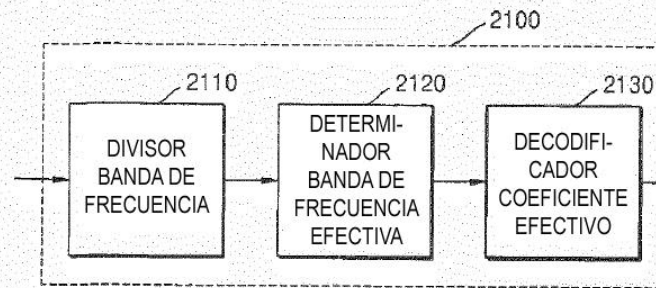 2100
2110
2120
2130
DIVISOR
BANDA DE
FRECUENCIA
DETERMI-
NADOR
BANDA DE
FRECUENCIA
EFECTIVA
DECODIFI-
CADOR
COEFICIENTE
EFECTIVO